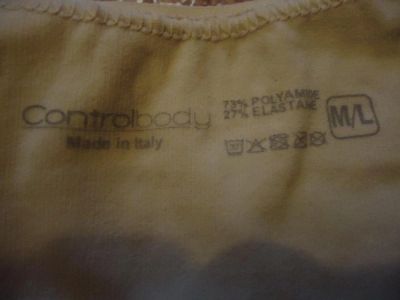 Controlbody
Made in Italy
73% POLYAMIDE
27% ELASTANE
M/L